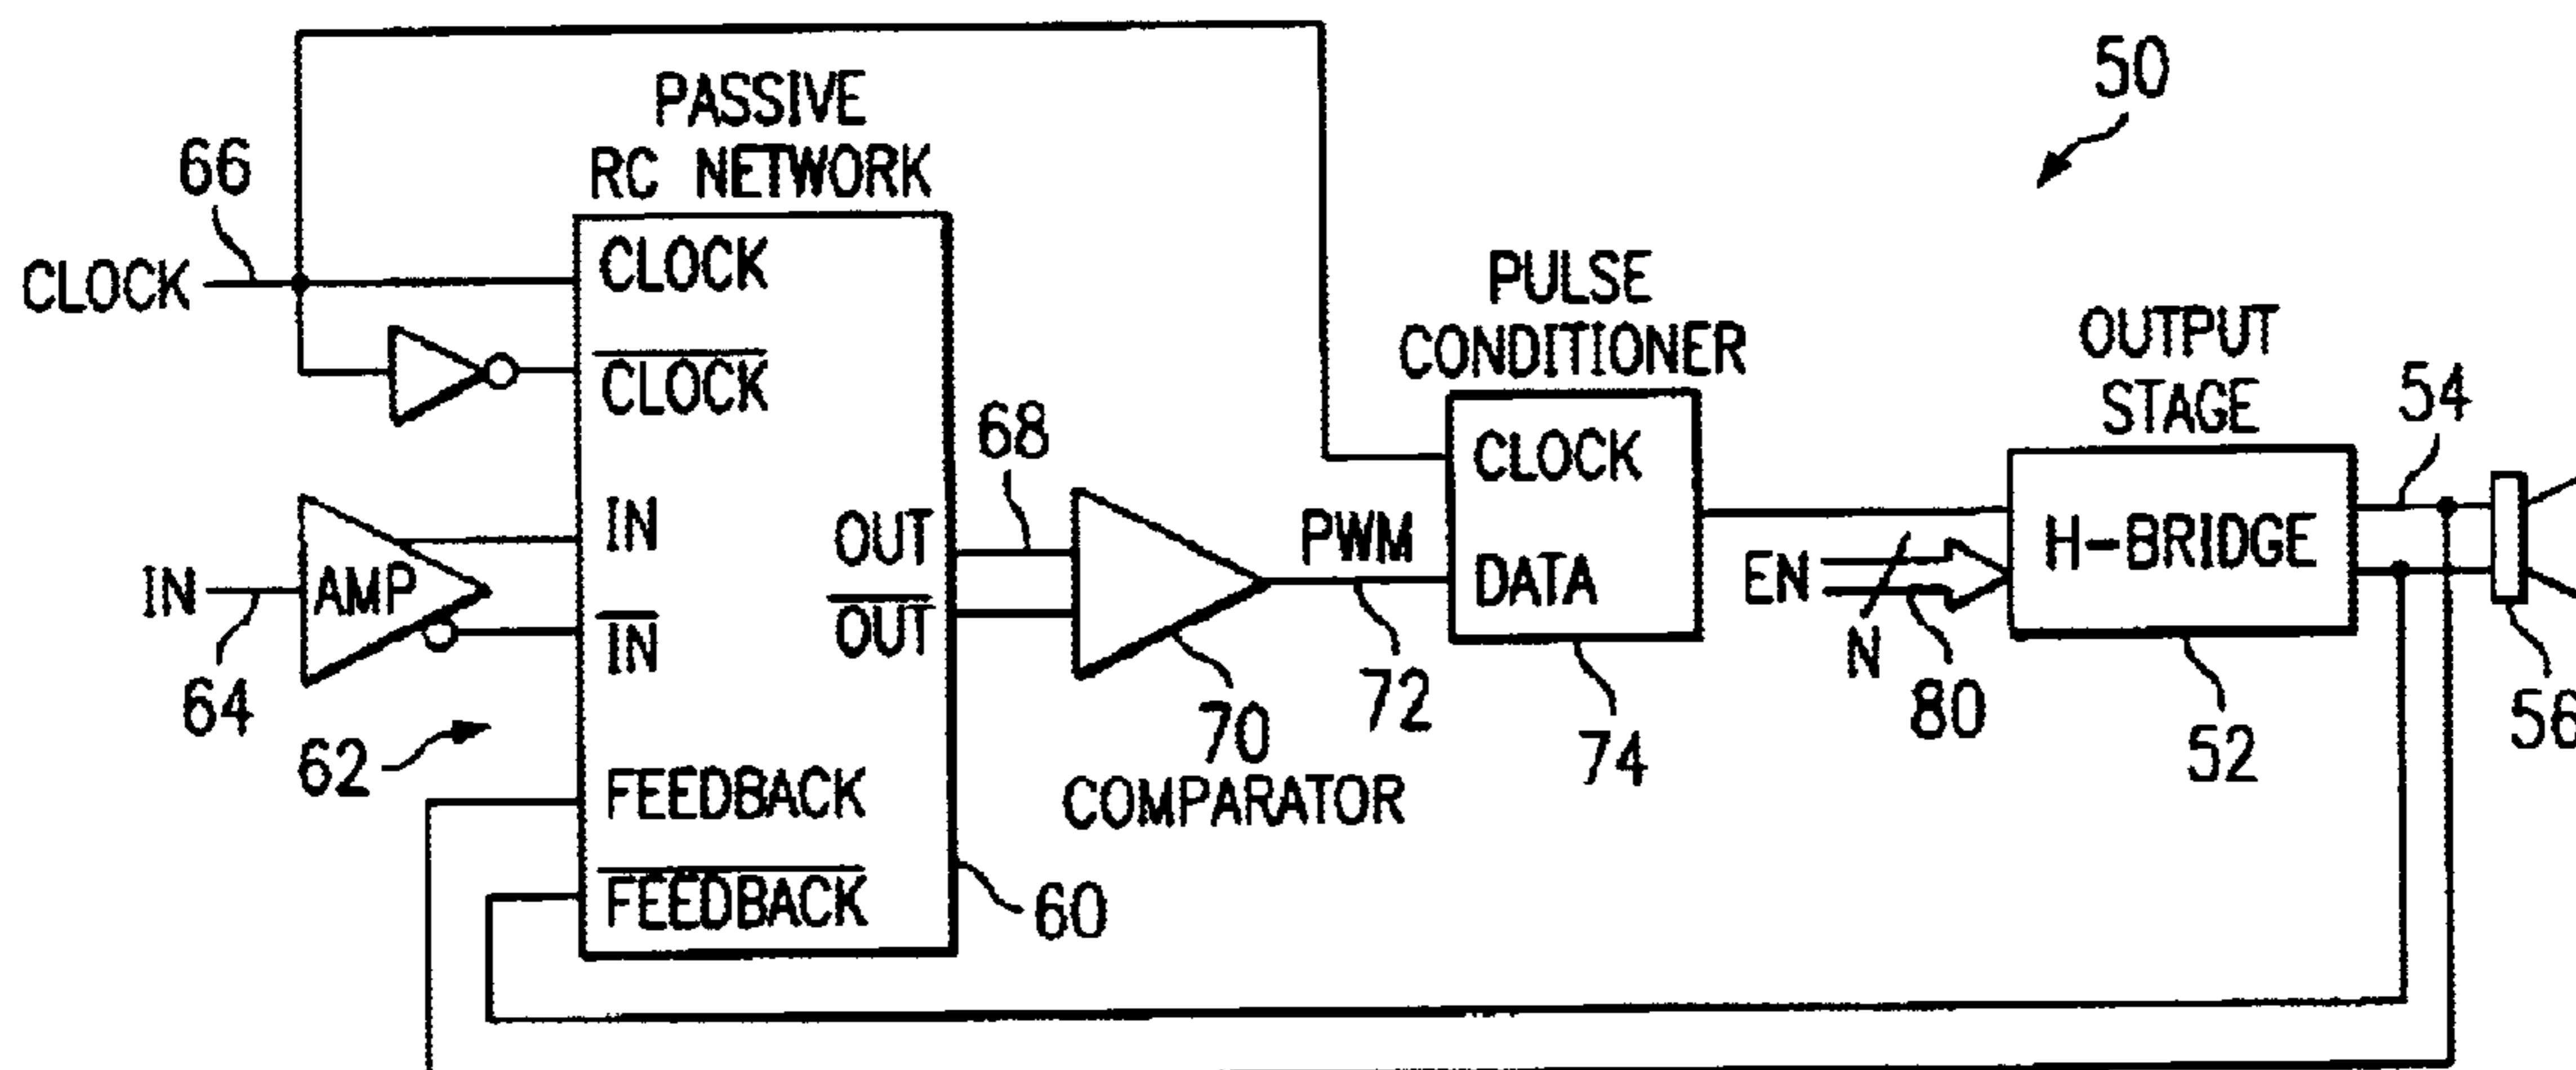 50
PASSIVE
RC NETWORK
66
CLOCK
CLOCK
CLOCK
PULSE
CONDITIONER
OUTPUT
STAGE
54
68
CLOCK
IN
AMP
IN
IN
OUT
OUT
PWM
DATA
EN
N
H-BRIDGE
64
62
70
COMPARATOR
72
74
80
52
56
FEEDBACK
FEEDBACK
60